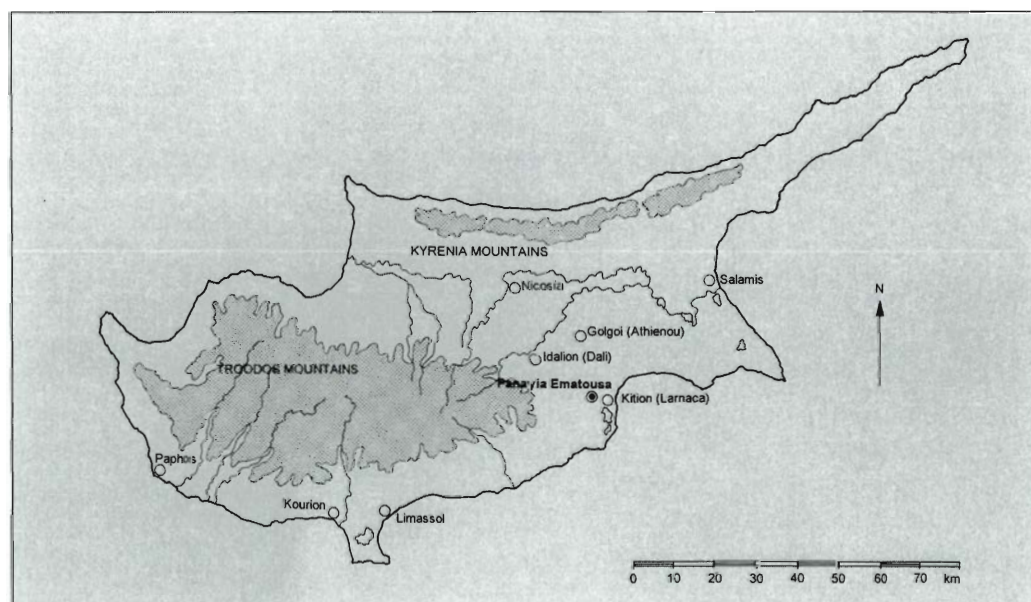 KYRENIA MOUNTAINS
Nicosia
Salamis
N
Golgoi (Athienou)
Idalion (Dali)
TROODOS MOUNTAINS
Panayia Ematousa
Kition (Larnaca)
Paphos
Kourion
Limassol
0 10 20 30 40 50 60 70 km